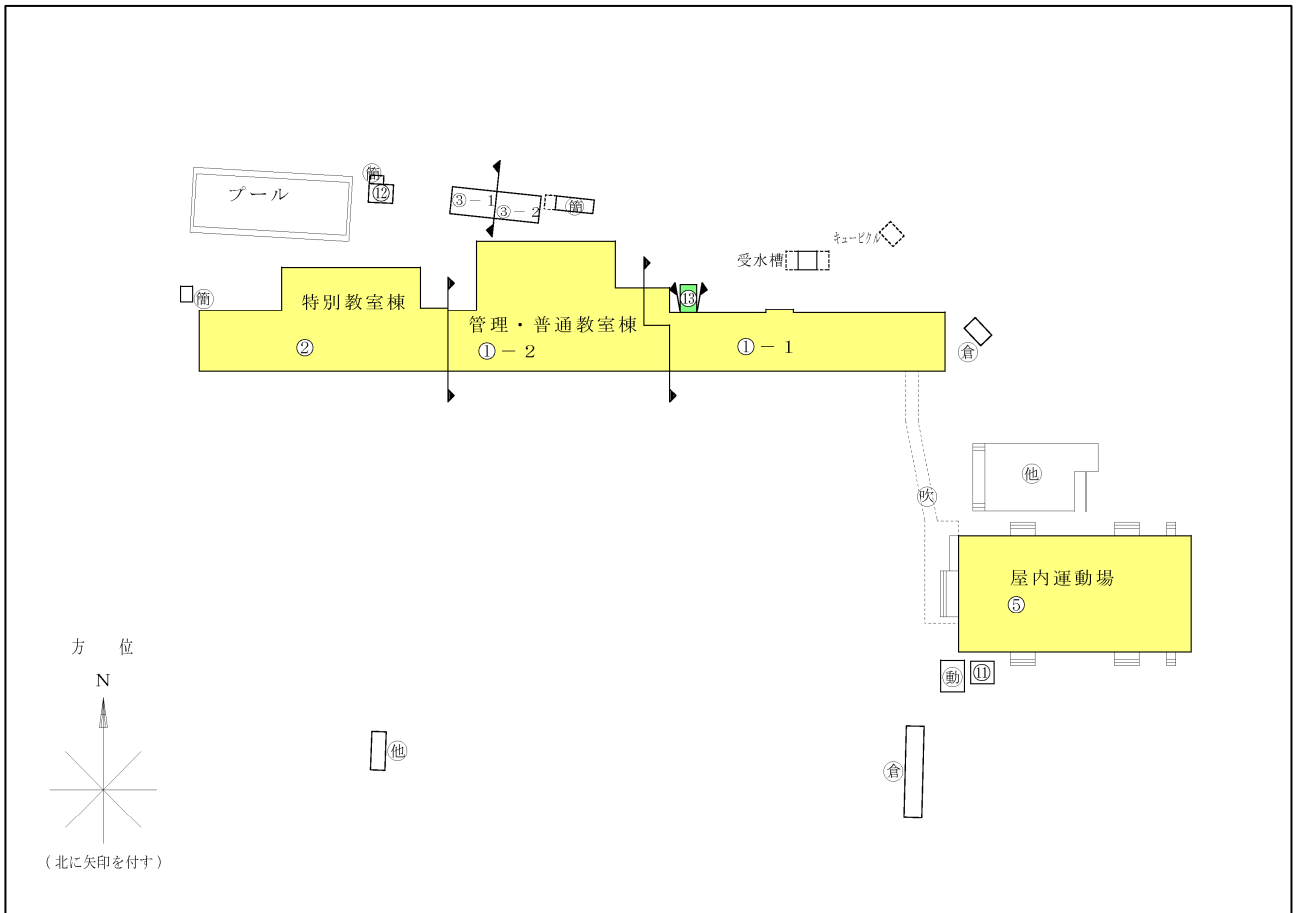 プール
㊙簡
⑫
③－１
③－２
簡
キュービクル
受水槽
簡
特別教室棟
②
管理・普通教室棟
①－２
⑬
①－１
倉
他
吹
屋内運動場
⑤
動
⑪
方　位
N
(北に矢印を付す)
他
倉